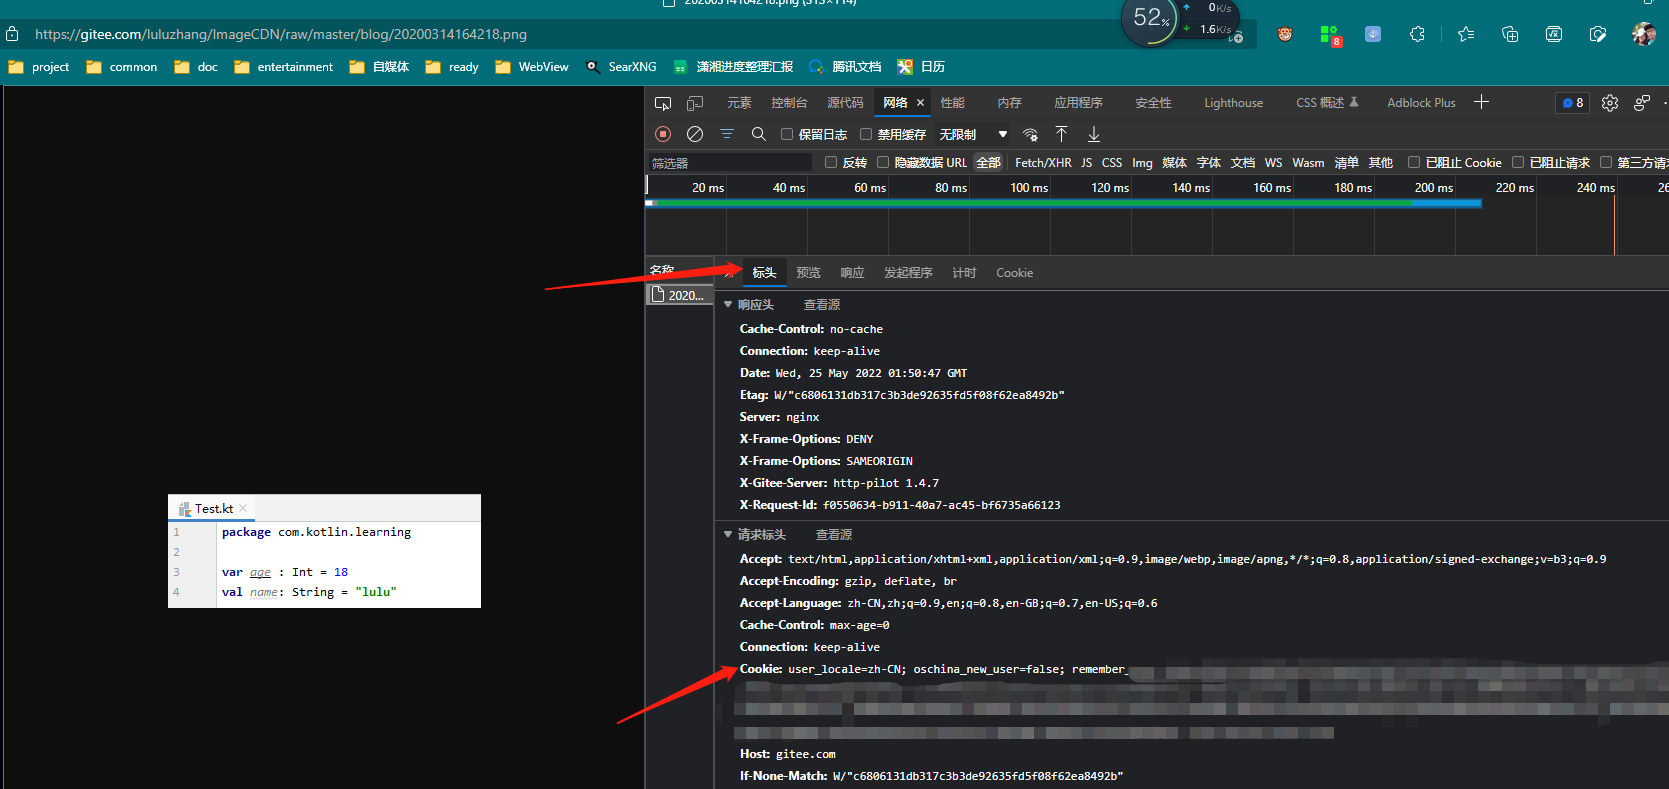 20200314164218.png (313×114)
52%
0K/s
1.6K/s
https://gitee.com/luluzhang/ImageCDN/raw/master/blog/20200314164218.png
8
project common doc entertainment 自媒体 ready WebView SearXNG 潇湘进度整理汇报 腾讯文档 日历
元素 控制台 源代码 网络 × 性能 内存 应用程序 安全性 Lighthouse CSS 概述 Adblock Plus 8
保留日志 禁用缓存 无限制
筛选器 反转 隐藏数据 URL 全部 Fetch/XHR JS CSS Img 媒体 字体 文档 WS Wasm 清单 其他 已阻止 Cookie 已阻止请求 第三方请
20 ms 40 ms 60 ms 80 ms 100 ms 120 ms 140 ms 160 ms 180 ms 200 ms 220 ms 240 ms 26
名称 标头 预览 响应 发起程序 计时 Cookie
2020...
响应头 查看源
Cache-Control: no-cache
Connection: keep-alive
Date: Wed, 25 May 2022 01:50:47 GMT
Etag: W/"c6806131db317c3b3de92635fd5f08f62ea8492b"
Server: nginx
X-Frame-Options: DENY
X-Frame-Options: SAMEORIGIN
X-Gitee-Server: http-pilot 1.4.7
X-Request-Id: f0550634-b911-40a7-ac45-bf6735a66123
请求标头 查看源
Accept: text/html,application/xhtml+xml,application/xml;q=0.9,image/webp,image/apng,*/*;q=0.8,application/signed-exchange;v=b3;q=0.9
Accept-Encoding: gzip, deflate, br
Accept-Language: zh-CN,zh;q=0.9,en;q=0.8,en-GB;q=0.7,en-US;q=0.6
Cache-Control: max-age=0
Connection: keep-alive
Cookie: user_locale=zh-CN; oschina_new_user=false; remember_
Host: gitee.com
If-None-Match: W/"c6806131db317c3b3de92635fd5f08f62ea8492b"
Test.kt ×
1 package com.kotlin.learning
2
3 var age : Int = 18
4 val name: String = "lulu"